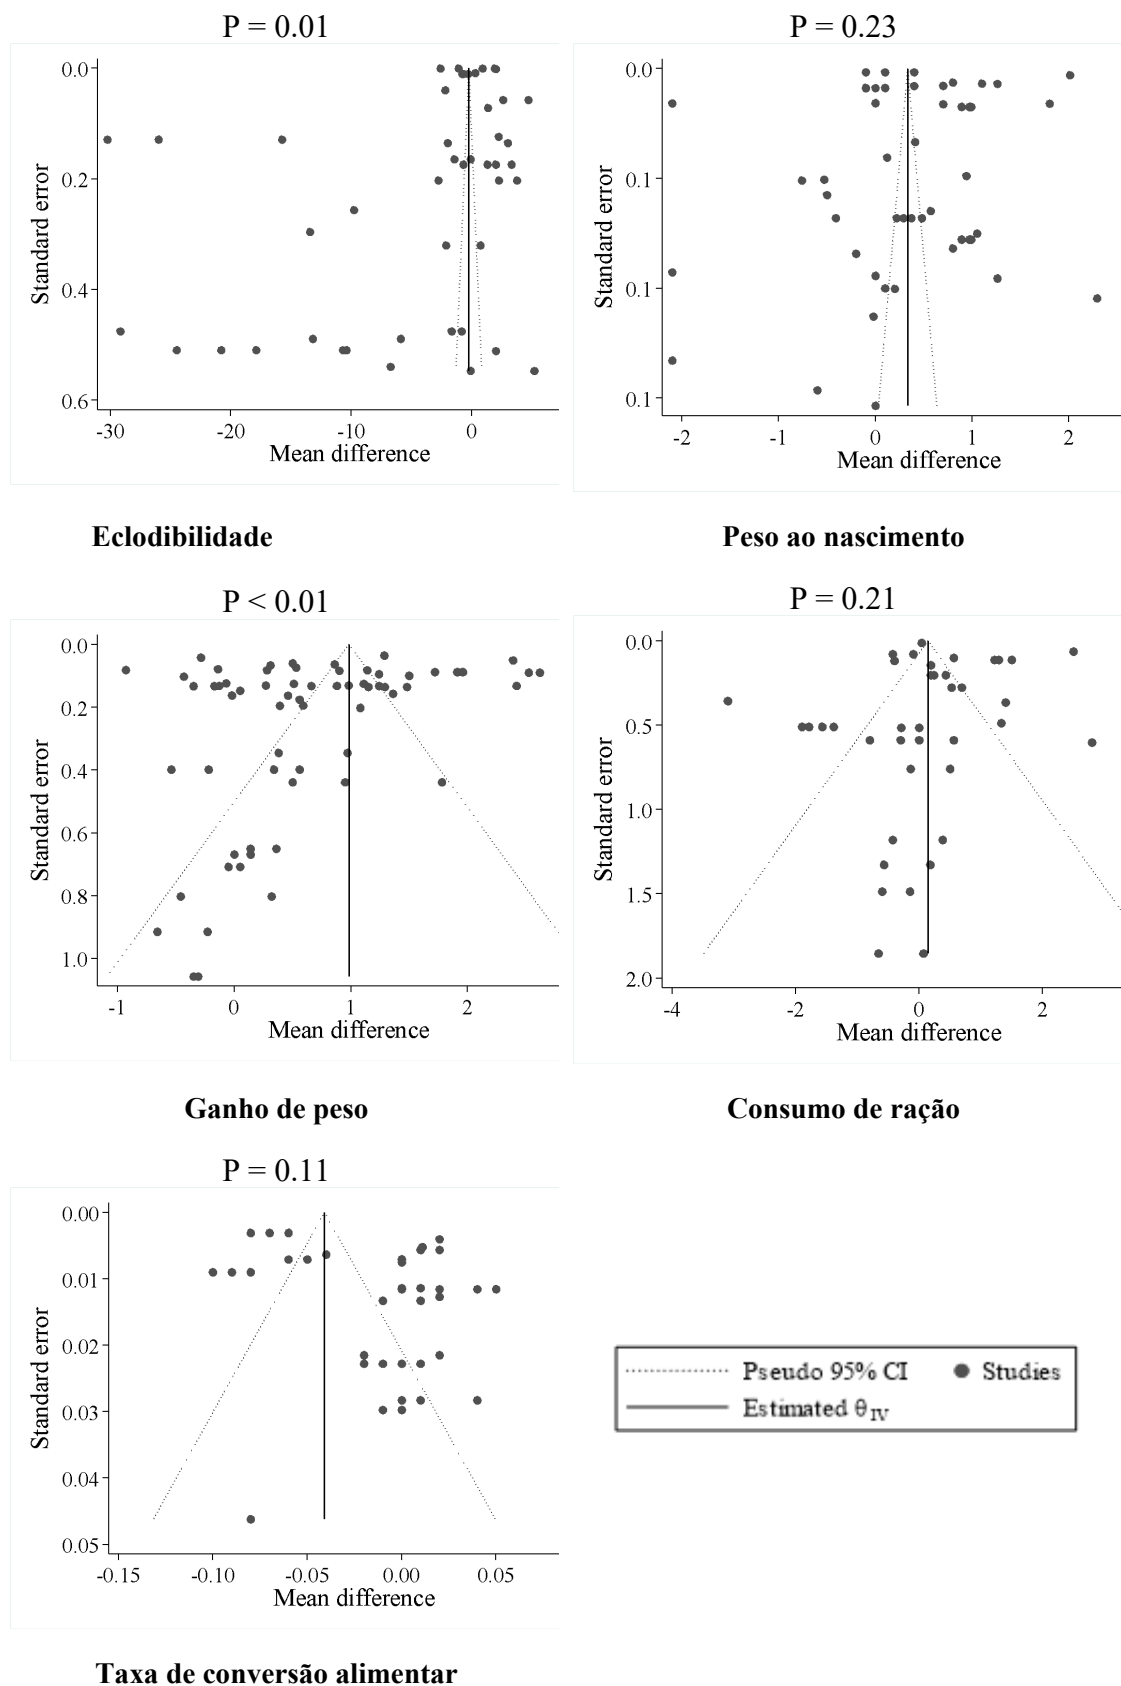 P = 0.01
0.0
0.2
0.4
0.6
Standard error
-30 -20 -10 0
Mean difference
Eclodibilidade
P = 0.23
0.0
0.1
0.1
0.1
Standard error
-2 -1 0 1 2
Mean difference
Peso ao nascimento
P < 0.01
0.0
0.2
0.4
0.6
0.8
1.0
Standard error
-1 0 1 2
Mean difference
Ganho de peso
P = 0.21
0.0
0.5
1.0
1.5
2.0
Standard error
-4 -2 0 2
Mean difference
Consumo de ração
P = 0.11
0.00
0.01
0.02
0.03
0.04
0.05
Standard error
-0.15 -0.10 -0.05 0.00 0.05
Mean difference
Taxa de conversão alimentar
Pseudo 95% CI Studies
Estimated θIV